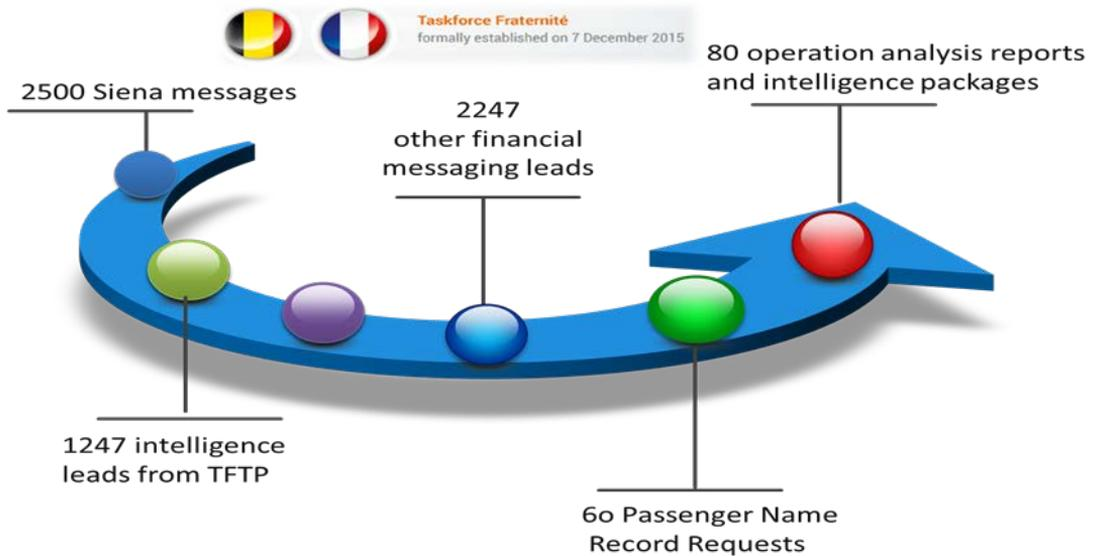 Taskforce Fraternité
formally established on 7 December 2015
80 operation analysis reports
and intelligence packages
2500 Siena messages
2247
other financial
messaging leads
1247 intelligence
leads from TFTP
6o Passenger Name
Record Requests